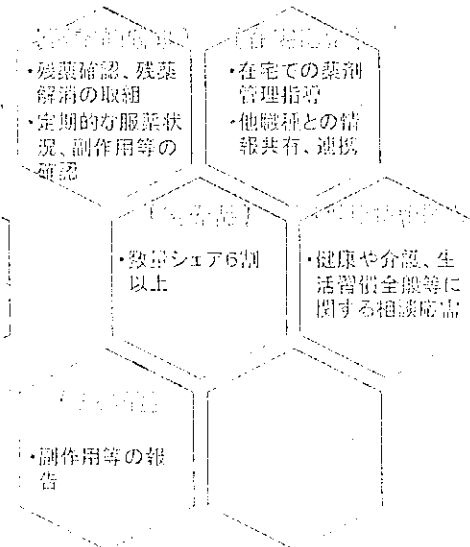 ・残薬確認、残薬
解消の取組
・定期的な服薬状
況、副作用等の
確認
・在宅での薬剤
管理指導
・他職種との情
報共有、連携
・数量シェア6割
以上
・健康や介護、生
活習慣全般等に
関する相談応需
・副作用等の報
告